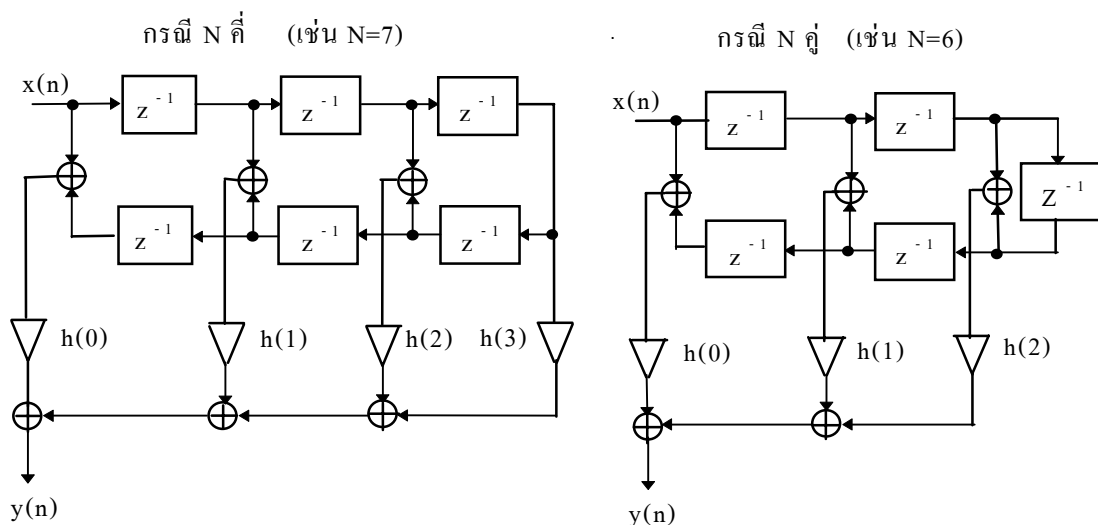 กรณี N คี่ (เช่น N=7)
x(n)
z -1
z -1
z -1
z -1
z -1
z -1
h(0)
h(1)
h(2)
h(3)
y(n)
กรณี N คู่ (เช่น N=6)
x(n)
z -1
z -1
Z -1
z -1
z -1
h(0)
h(1)
h(2)
y(n)